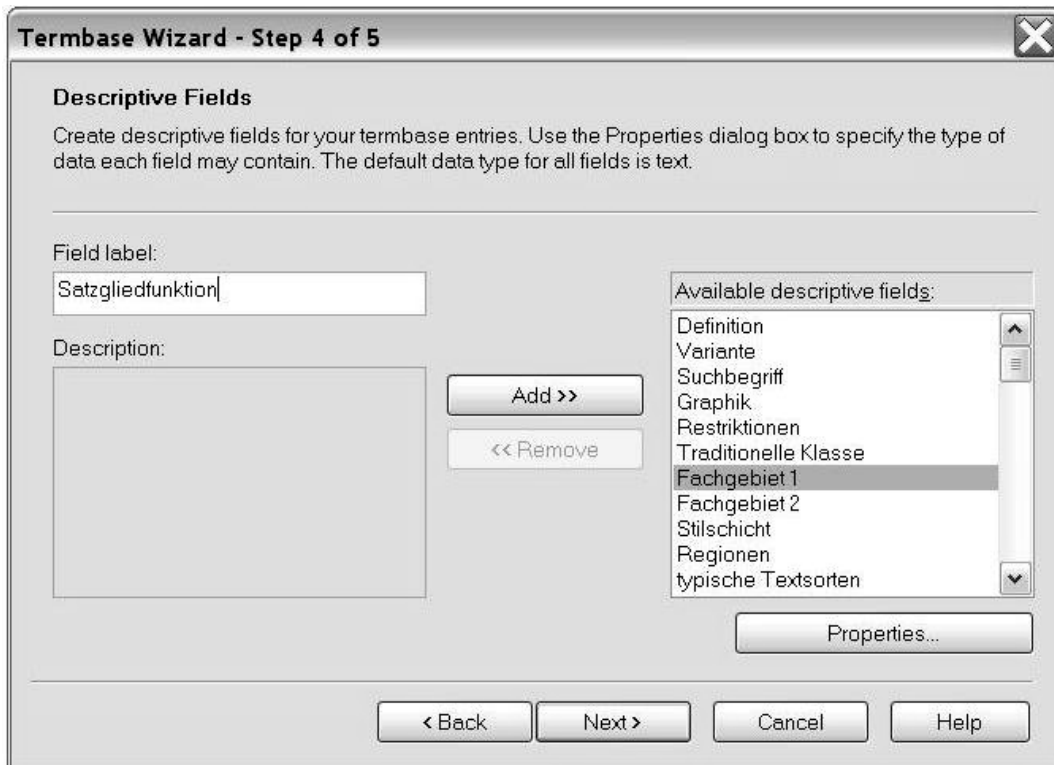 Termbase Wizard - Step 4 of 5
Descriptive Fields
Create descriptive fields for your termbase entries. Use the Properties dialog box to specify the type of
data each field may contain. The default data type for all fields is text.
Field label:
Satzgliedfunktion
Description:
Add >>
<< Remove
Available descriptive fields:
Definition
Variante
Suchbegriff
Graphik
Restriktionen
Traditionelle Klasse
Fachgebiet 1
Fachgebiet 2
Stilschicht
Regionen
typische Textsorten
Properties...
< Back
Next >
Cancel
Help